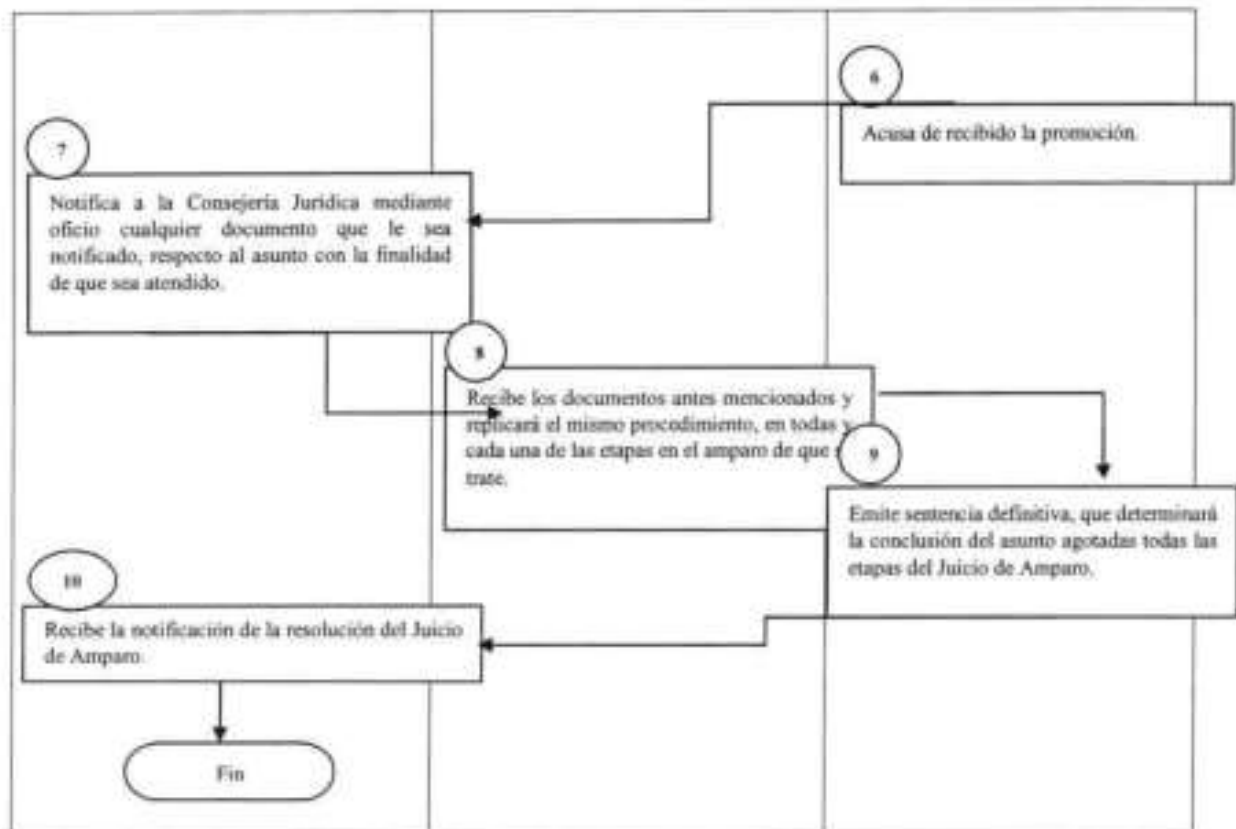 6
Acusa de recibido la promoción.
7
Notifica a la Consejería Jurídica mediante
oficio cualquier documento que le sea
notificado, respecto al asunto con la finalidad
de que sea atendido.
8
Recibe los documentos antes mencionados y
replicará el mismo procedimiento, en todas y
cada una de las etapas en el amparo de que
trate.
9
Emite sentencia definitiva, que determinará
la conclusión del asunto agotadas todas las
etapas del Juicio de Amparo.
10
Recibe la notificación de la resolución del Juicio
de Amparo.
Fin